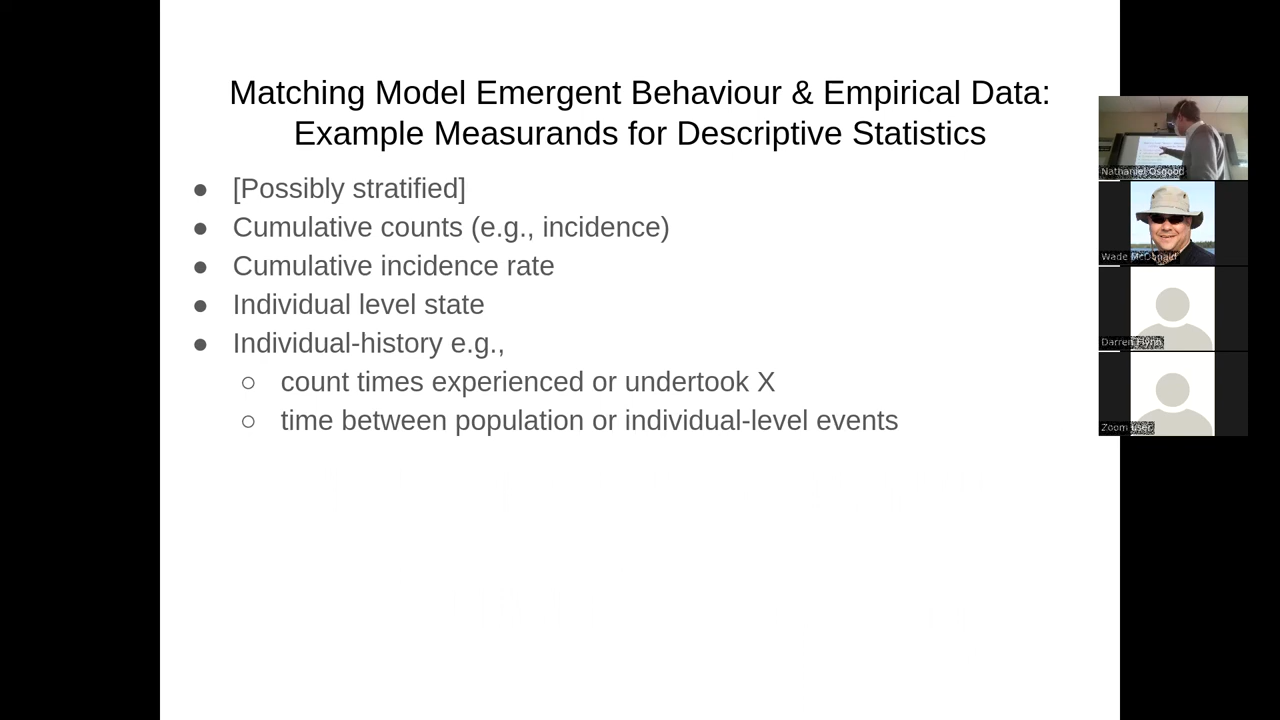 Matching Model Emergent Behaviour & Empirical Data:
Example Measurands for Descriptive Statistics
● [Possibly stratified]
● Cumulative counts (e.g., incidence)
● Cumulative incidence rate
● Individual level state
● Individual-history e.g.,
○ count times experienced or undertook X
○ time between population or individual-level events
Nathaniel Osgood
Wade McDonald
Darren Flynn
Zoom user